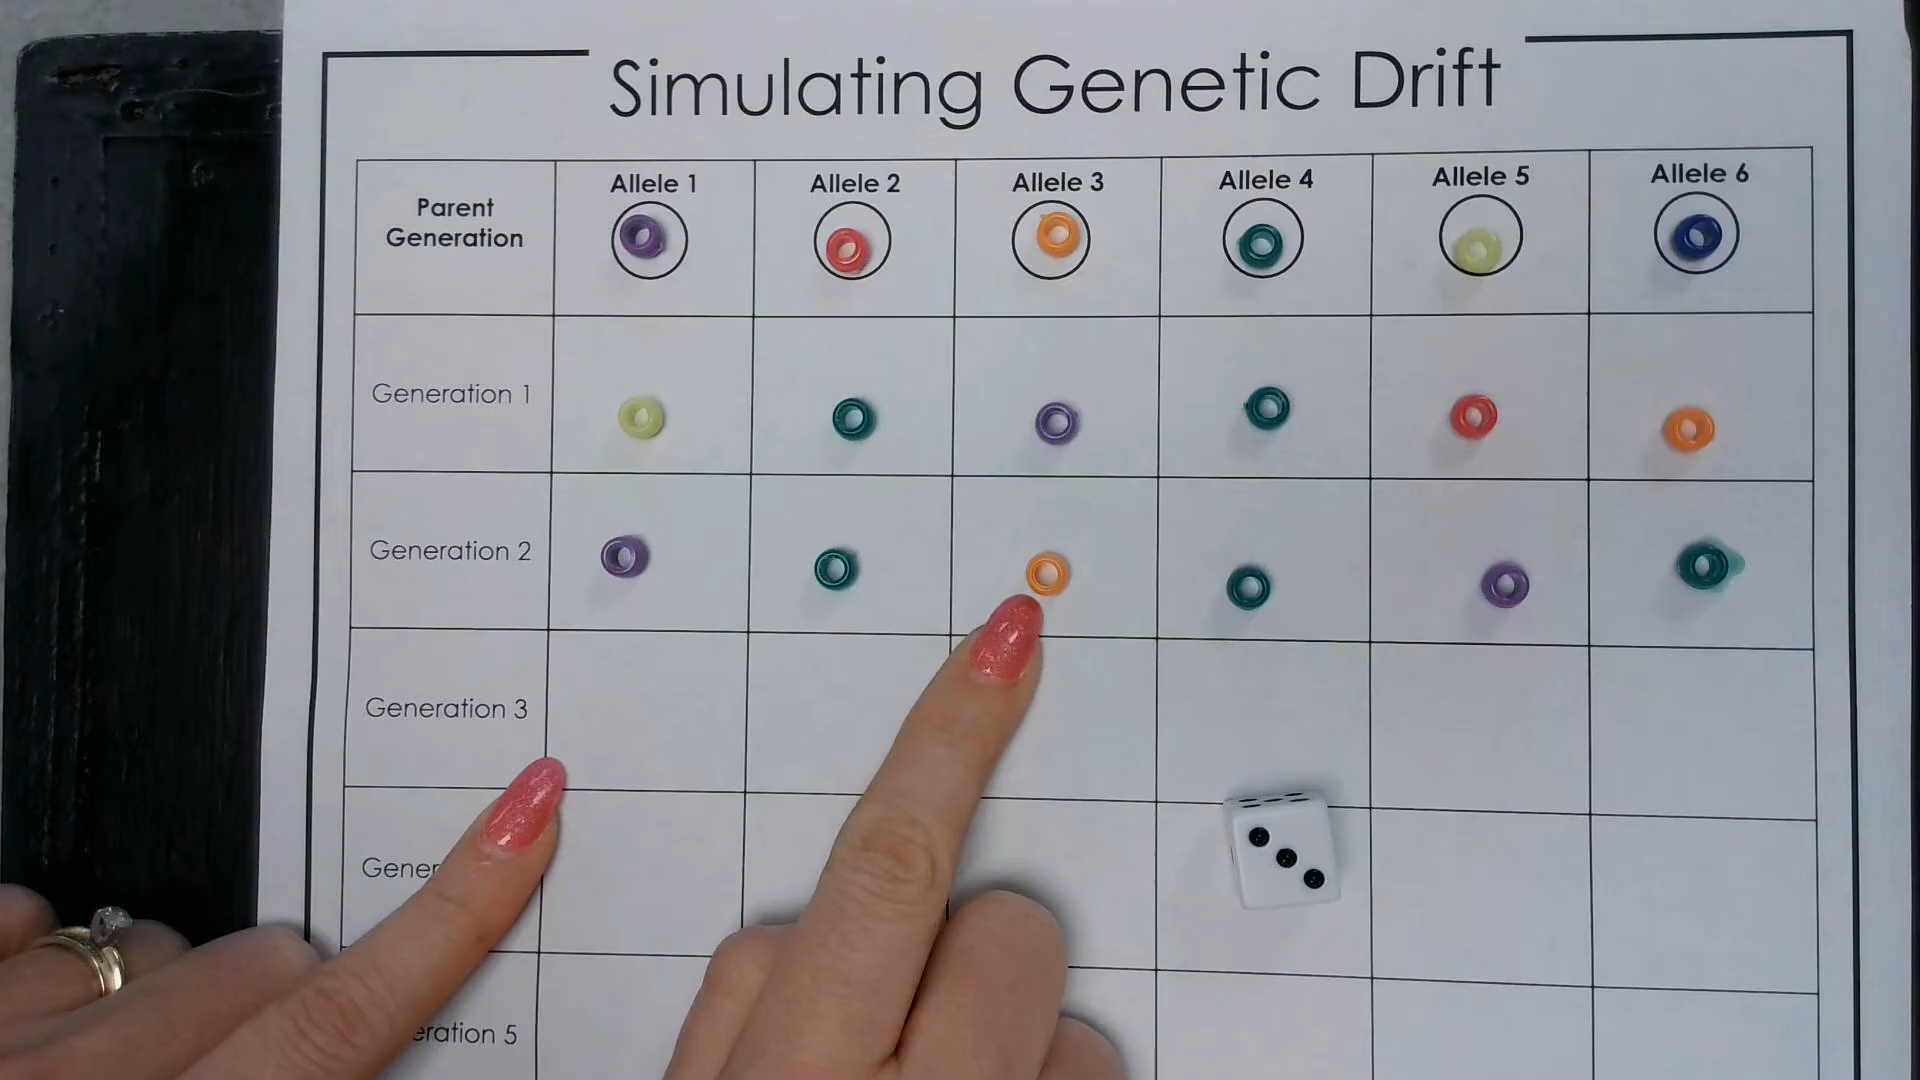 Simulating Genetic Drift
Parent
Generation
Allele 1
Allele 2
Allele 3
Allele 4
Allele 5
Allele 6
Generation 1
Generation 2
Generation 3
Gener
eration 5